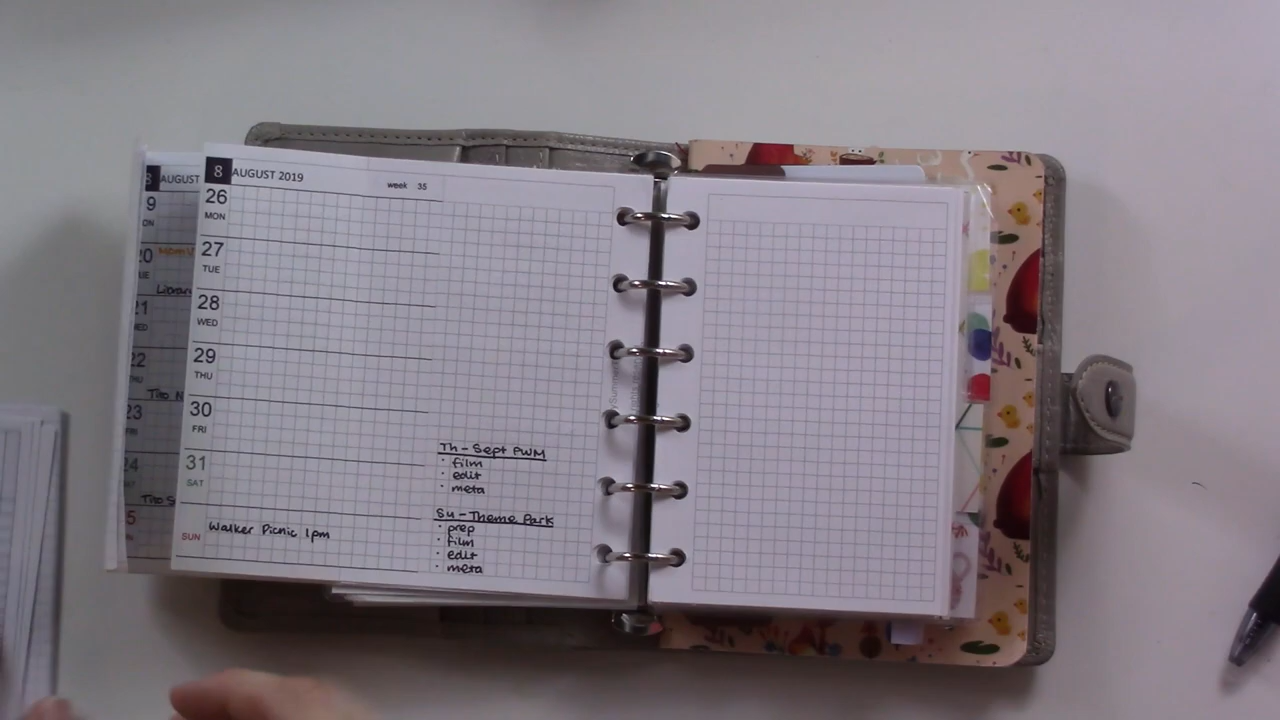 8 AUGUST
9
20
Library
21
22
23
24
8 AUGUST 2019
week 35
26
MON
27
TUE
28
WED
29
THU
30
FRI
31
SAT
SUN
Walker Picnic 1pm
Th - Sept PWM
· film
· edit
· meta
Su - Theme Park
· prep
· film
· edit
· meta